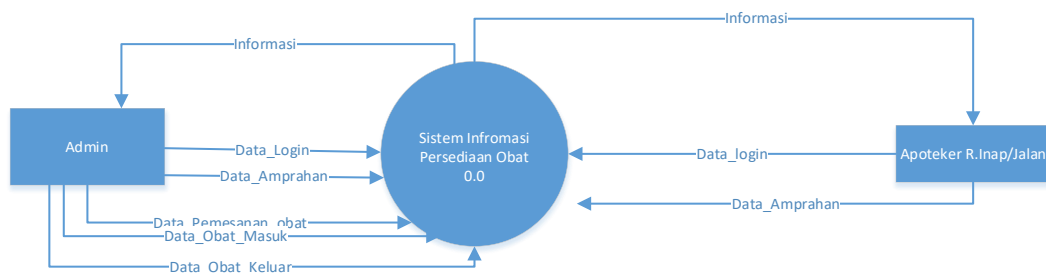 Informasi
Informasi
Admin
Sistem Infromasi
Persediaan Obat
0.0
Apoteker R.Inap/Jalan
Data_Login
Data_login
Data_Amprahan
Data_Amprahan
Data_Pemesanan_obat
Data_Obat_Masuk
Data_Obat_Keluar